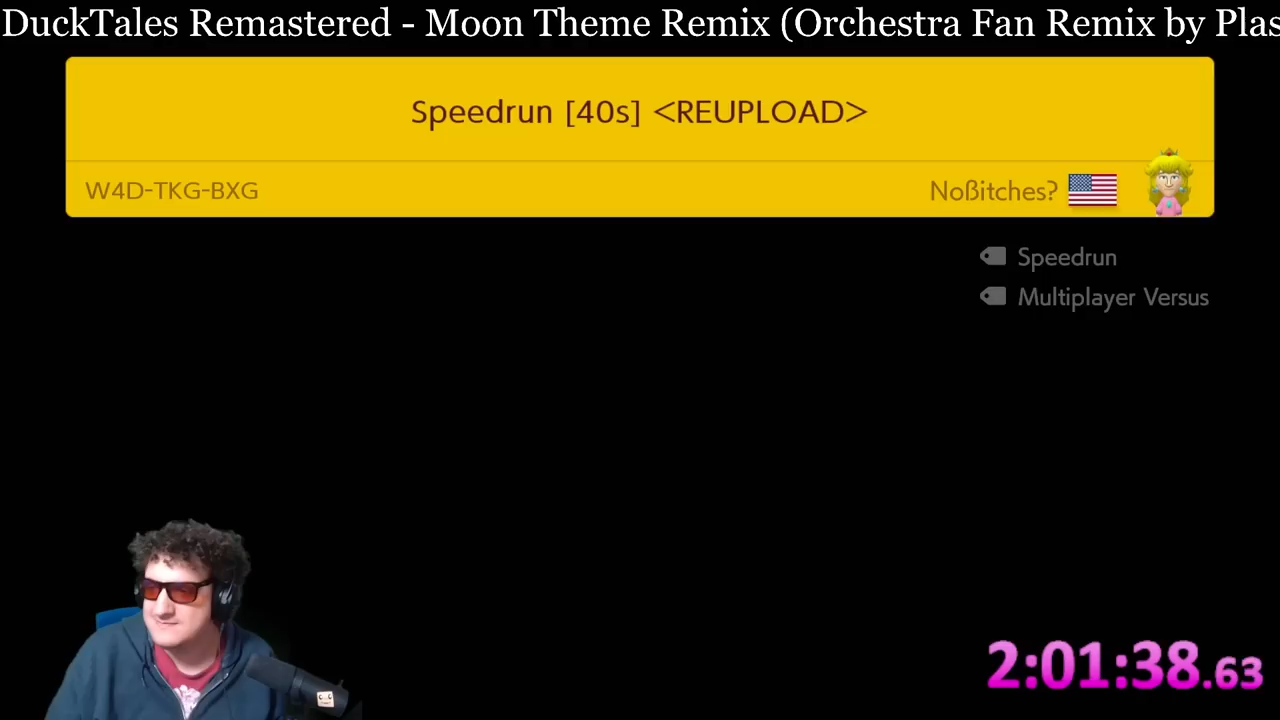 DuckTales Remastered - Moon Theme Remix (Orchestra Fan Remix by Plas
Speedrun [40s] <REUPLOAD>
W4D-TKG-BXG
Noßitches?
Speedrun
Multiplayer Versus
2:01:38.63